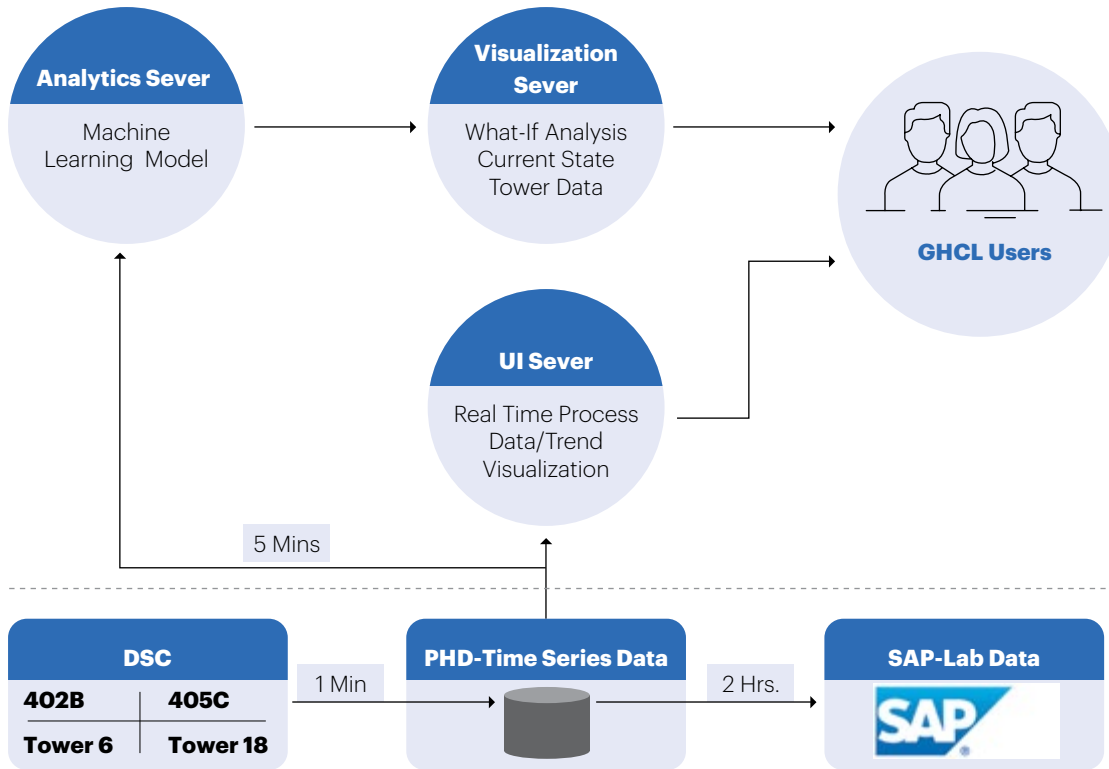 Analytics Sever
Machine
Learning Model
Visualization
Sever
What-If Analysis
Current State
Tower Data
GHCL Users
UI Sever
Real Time Process
Data/Trend
Visualization
5 Mins
DSC
402B
405C
Tower 6
Tower 18
1 Min
PHD-Time Series Data
2 Hrs.
SAP-Lab Data
SAP®